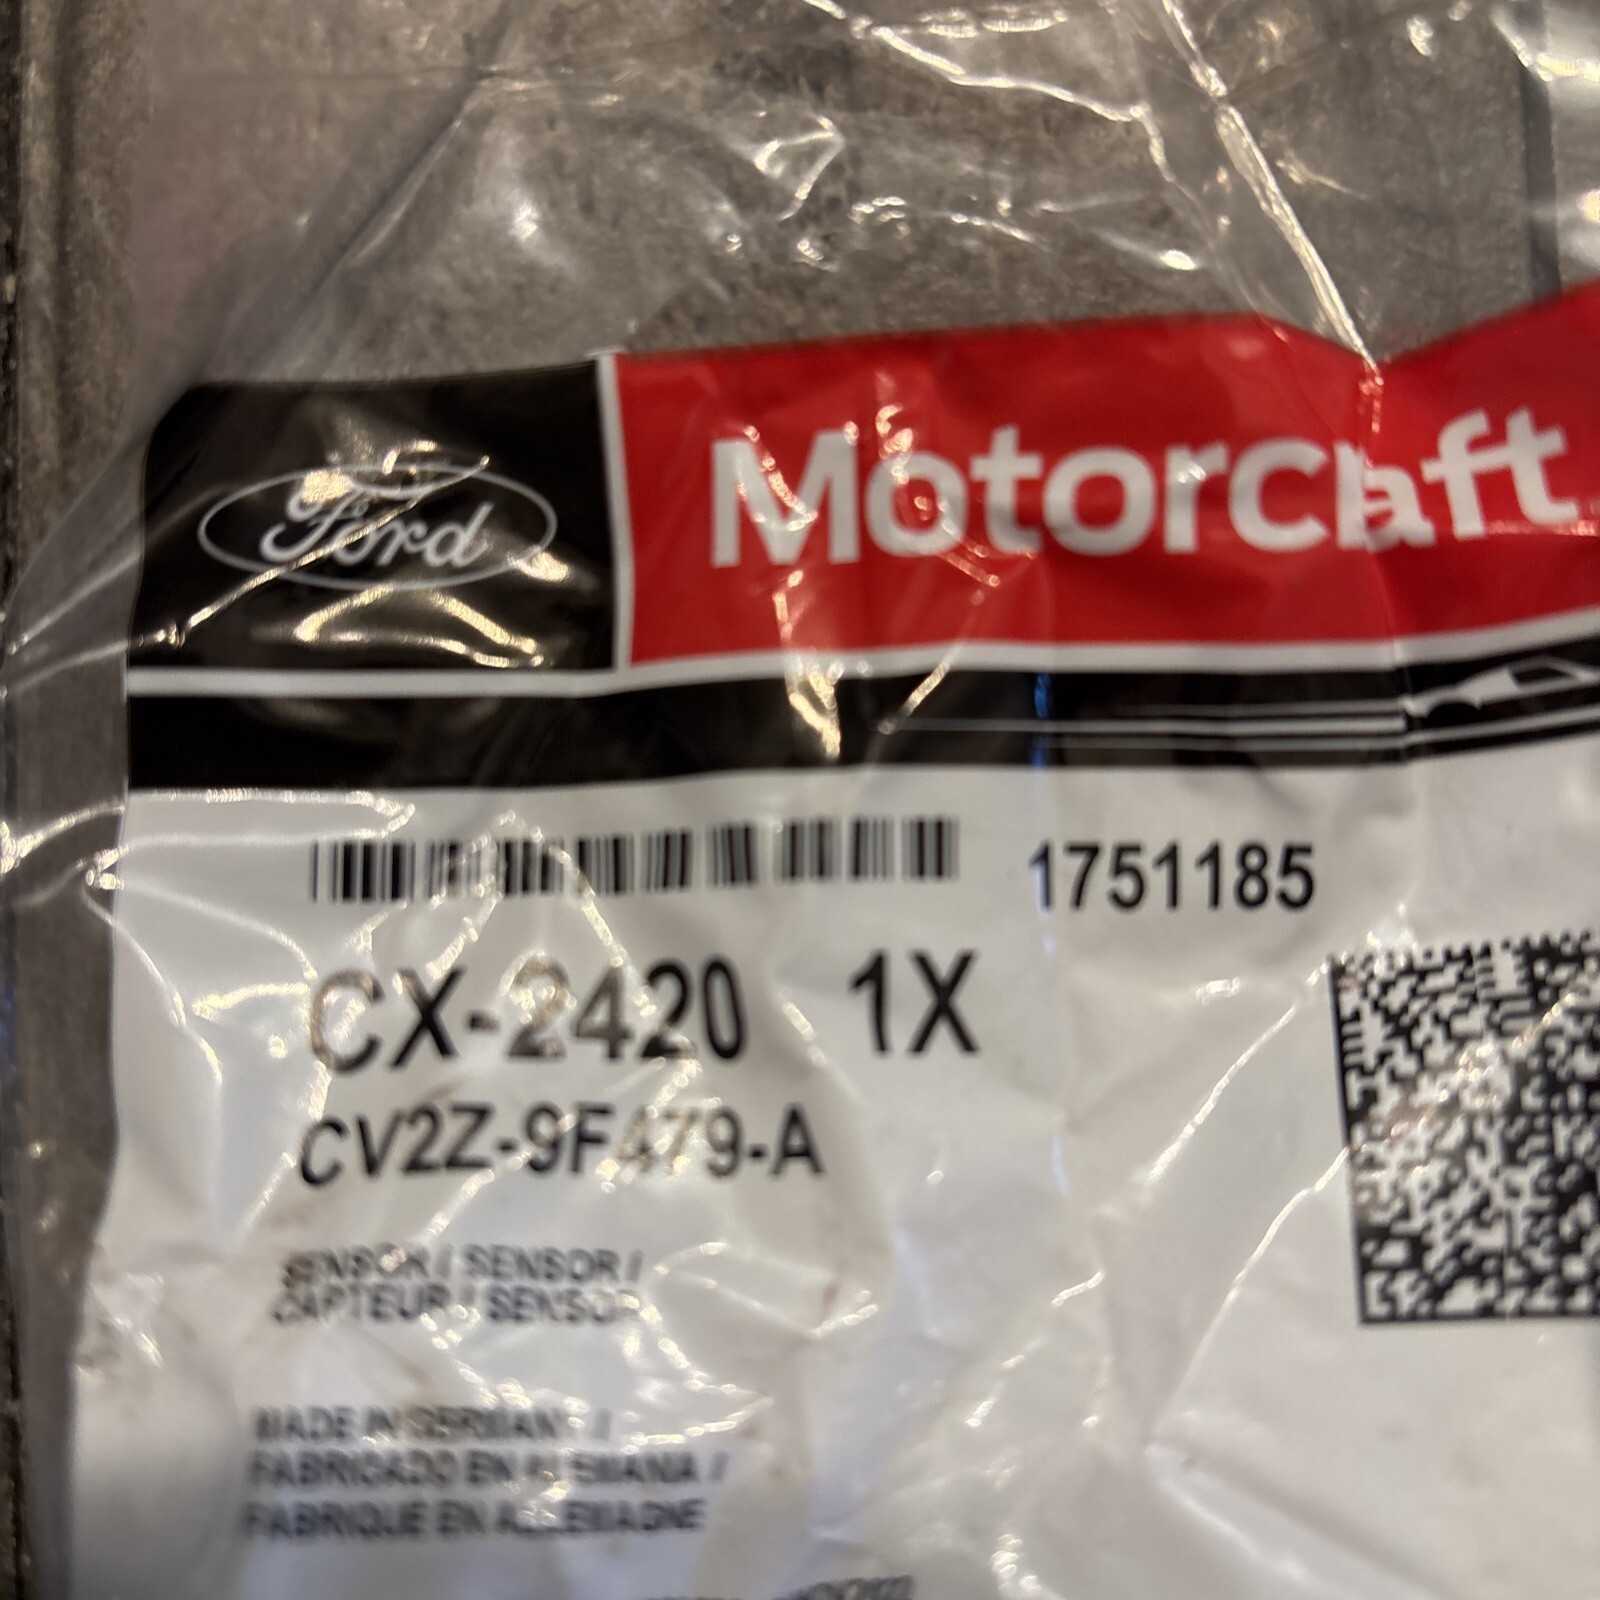 Ford
Motorcraft
1751185
CX-2420 1X
CV2Z-9F479-A
SENSOR / SENSOR /
CAPTEUR / SENSOR
MADE IN GERMANY /
FABRICADO EN ALEMANIA /
FABRIQUE EN ALLEMAGNE